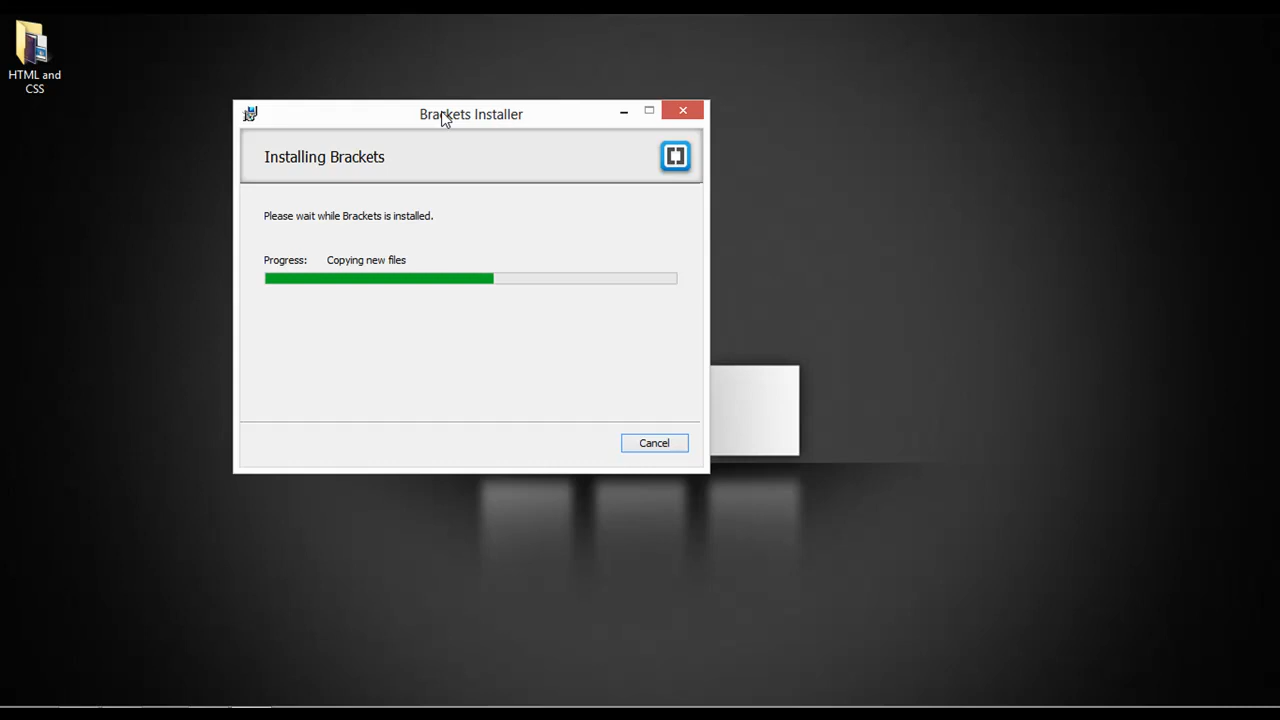 HTML and
CSS
Brackets Installer
Installing Brackets
Please wait while Brackets is installed.
Progress: Copying new files
Cancel